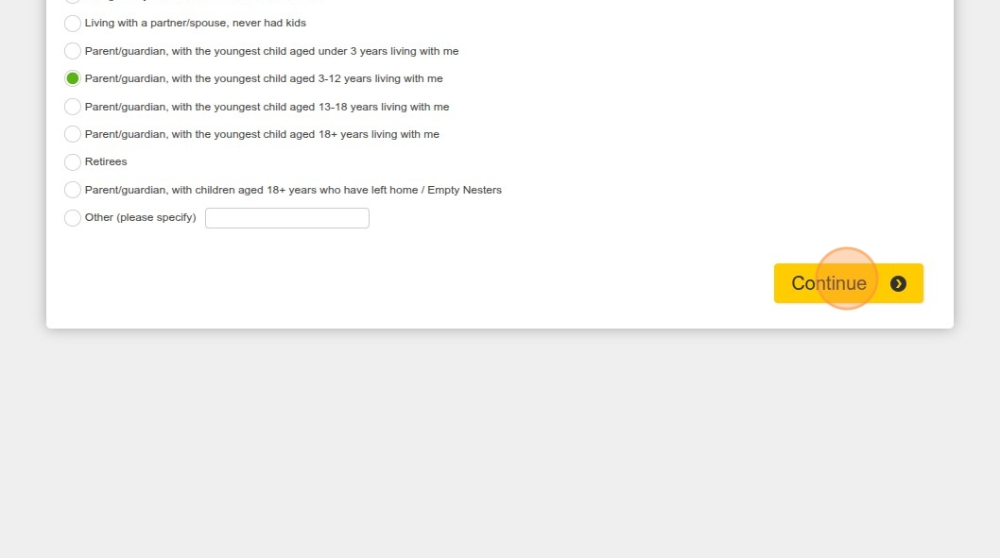 Living with a partner/spouse, never had kids
Parent/guardian, with the youngest child aged under 3 years living with me
Parent/guardian, with the youngest child aged 3-12 years living with me
Parent/guardian, with the youngest child aged 13-18 years living with me
Parent/guardian, with the youngest child aged 18+ years living with me
Retirees
Parent/guardian, with children aged 18+ years who have left home / Empty Nesters
Other (please specify)
Continue